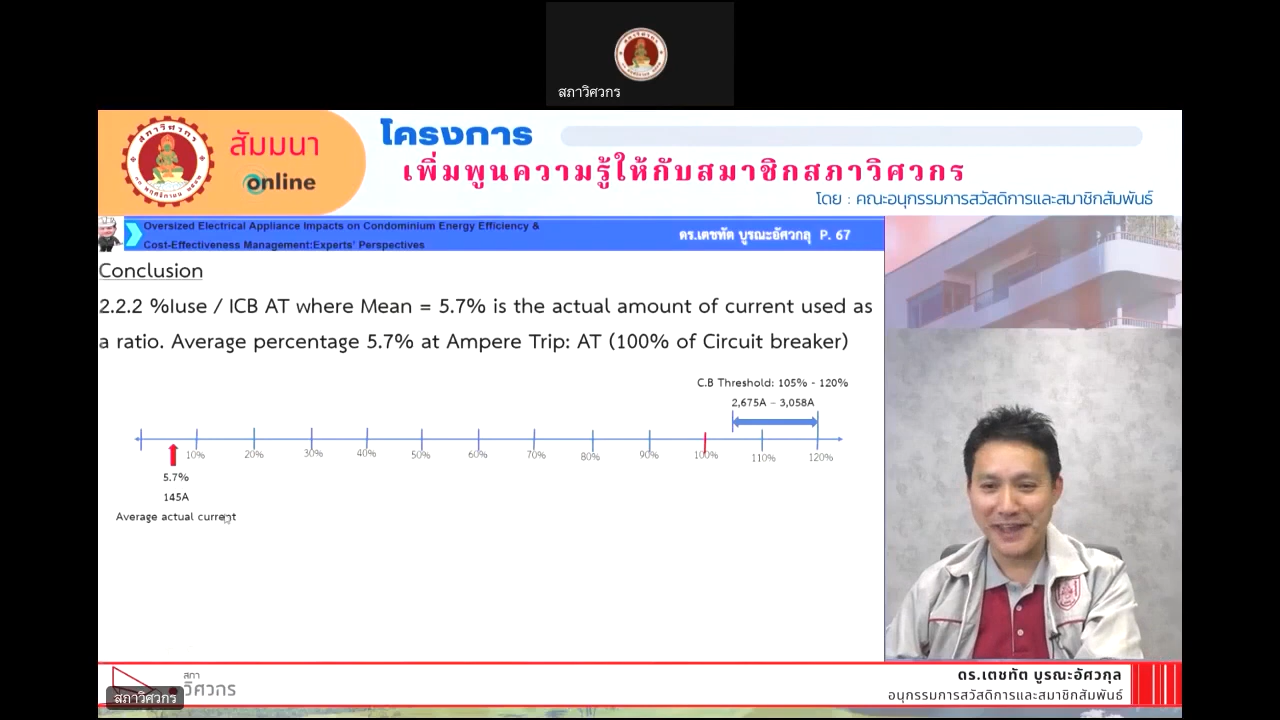 สภาวิศวกร
สัมมนา
online
โครงการ
เพิ่มพูนความรู้ให้กับสมาชิกสภาวิศวกร
โดย : คณะอนุกรรมการสวัสดิการและสมาชิกสัมพันธ์
Oversized Electrical Appliance Impacts on Condominium Energy Efficiency &
Cost-Effectiveness Management:Experts' Perspectives
ดร.เตชทัต บูรณะอัศวกุล P. 67
Conclusion
2.2.2 %Iuse / ICB AT where Mean = 5.7% is the actual amount of current used as
a ratio. Average percentage 5.7% at Ampere Trip: AT (100% of Circuit breaker)
C.B Threshold: 105% - 120%
2,675A – 3,058A
10% 20% 30% 40% 50% 60% 70% 80% 90% 100% 110% 120%
5.7%
145A
Average actual current
สภา
วิศวกร
สภาวิศวกร
ดร.เตชทัต บูรณะอัศวกุล
อนุกรรมการสวัสดิการและสมาชิกสัมพันธ์